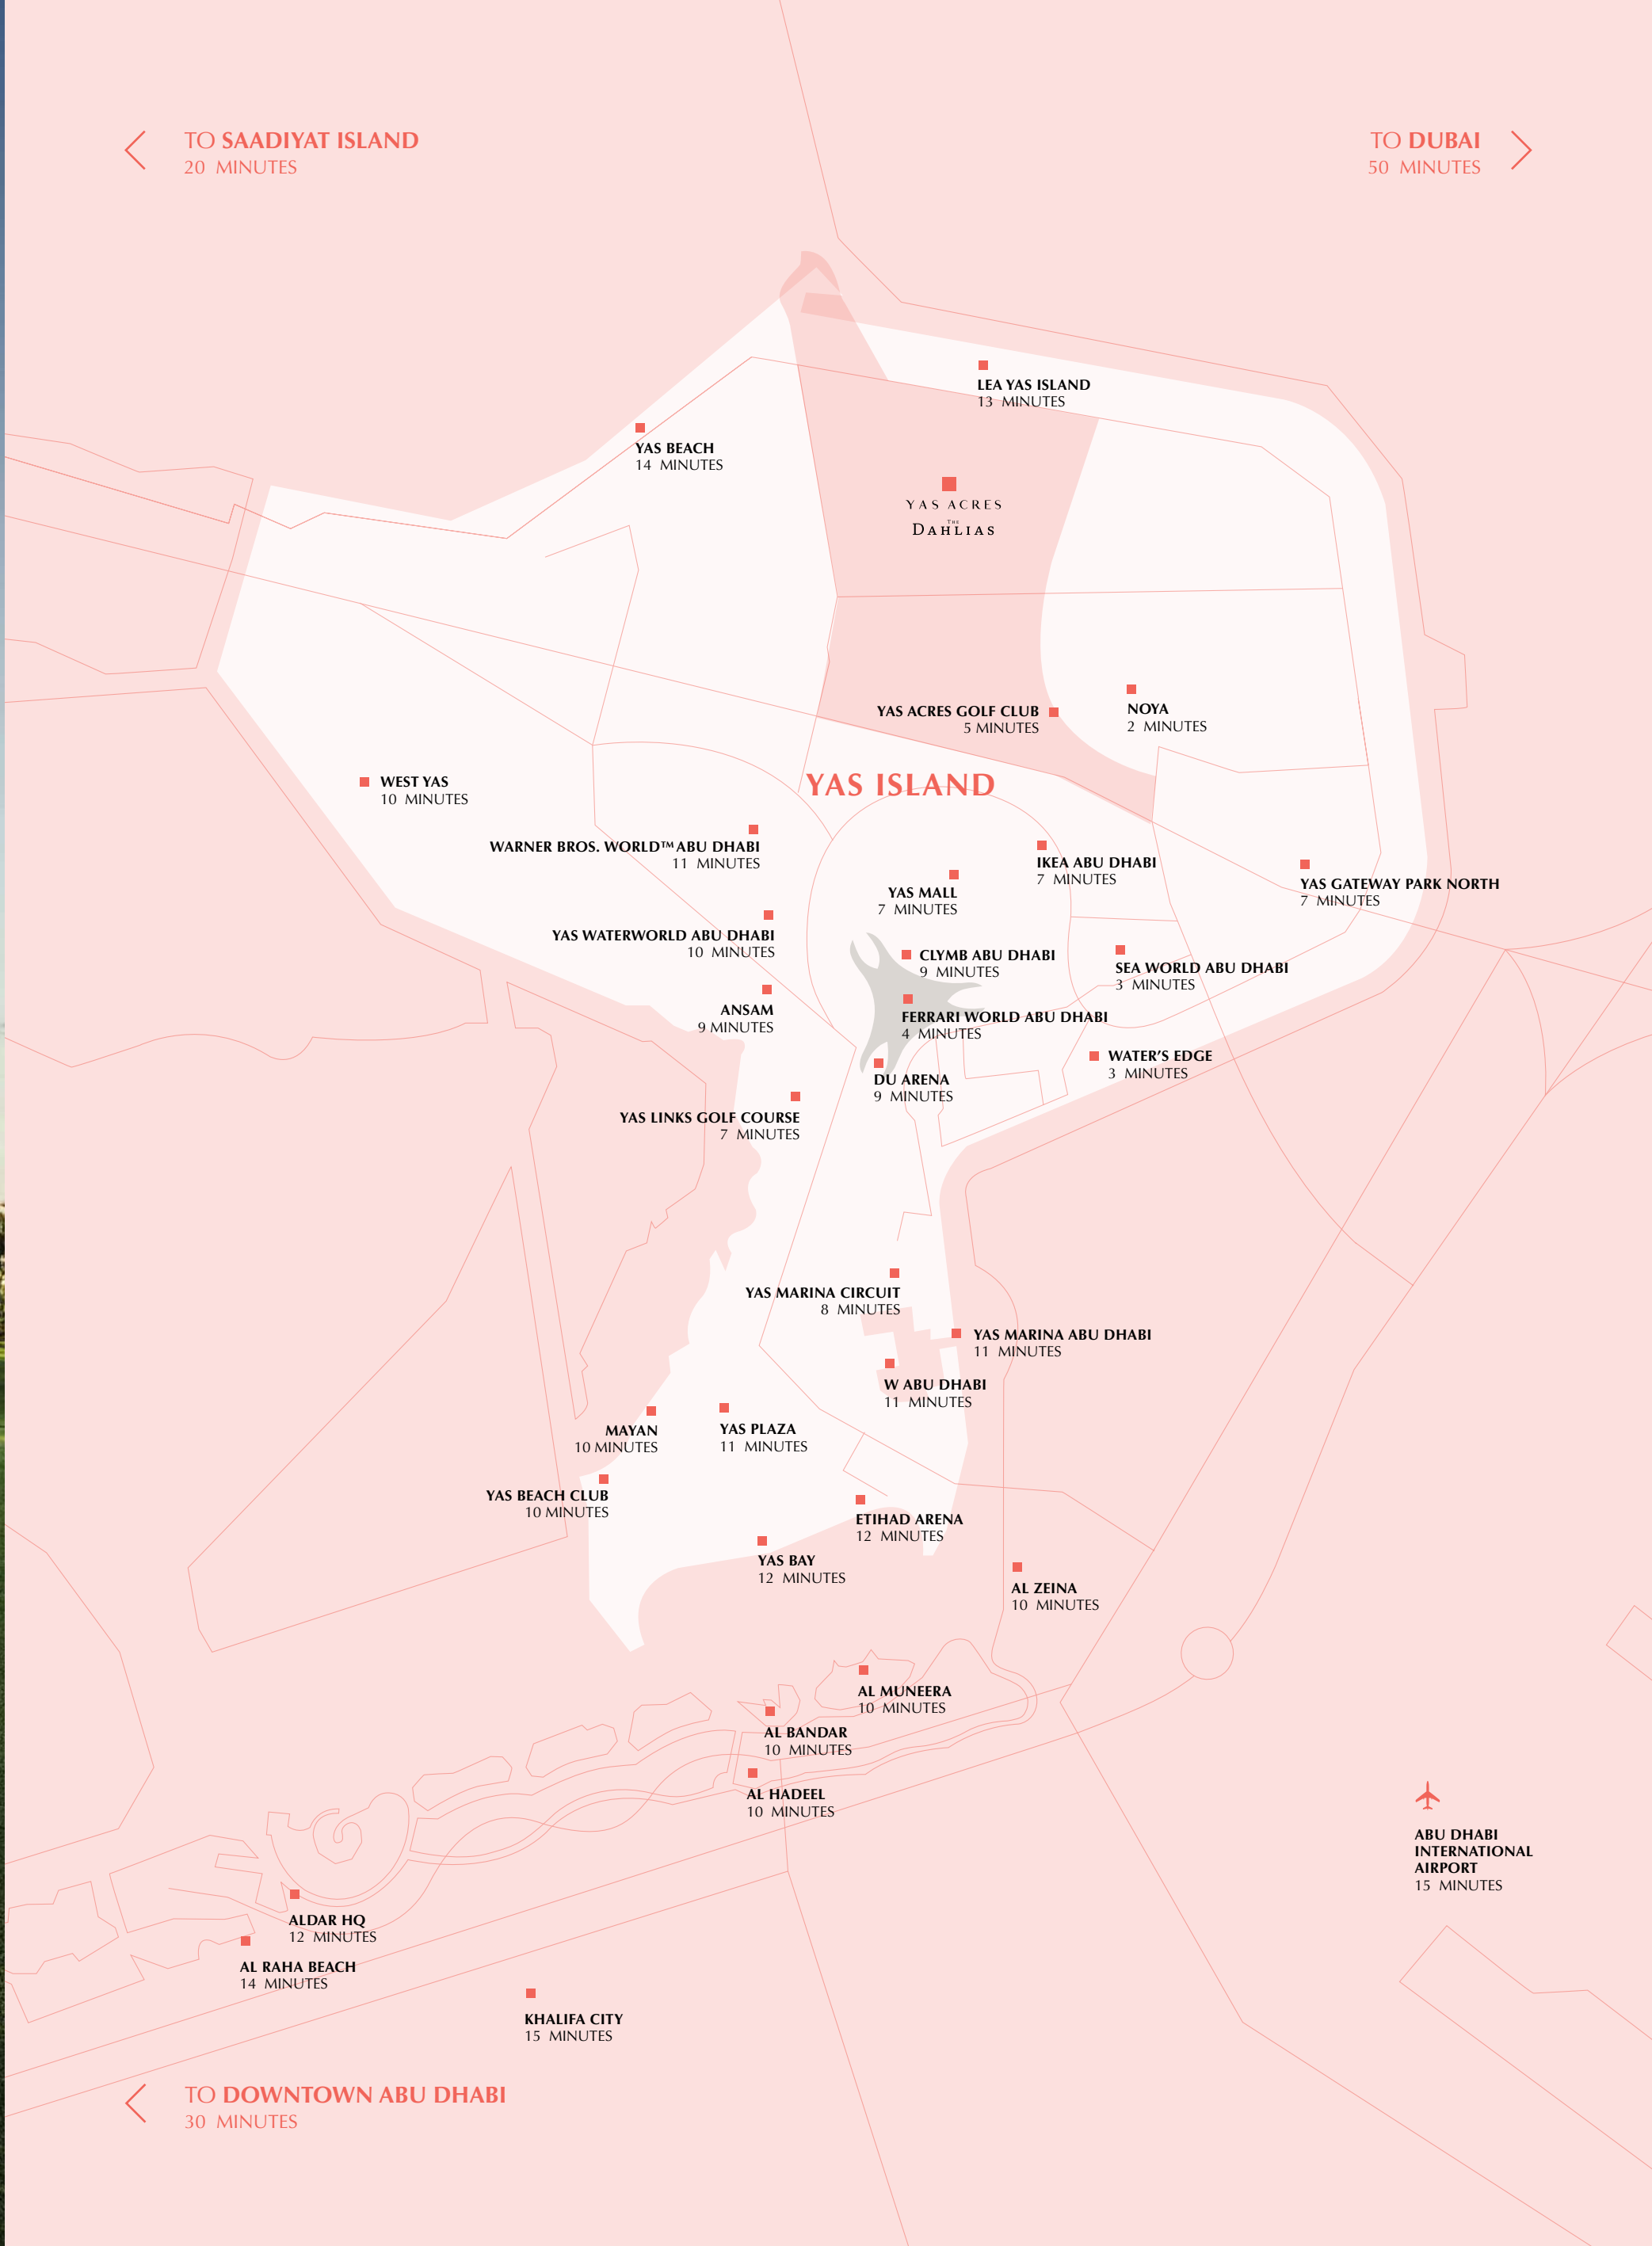 TO SAADIYAT ISLAND
20 MINUTES
TO DUBAI
50 MINUTES
LEA YAS ISLAND
13 MINUTES
YAS BEACH
14 MINUTES
YAS ACRES
THE
DAHLIAS
YAS ACRES GOLF CLUB
5 MINUTES
NOYA
2 MINUTES
YAS ISLAND
WEST YAS
10 MINUTES
WARNER BROS. WORLD™ ABU DHABI
11 MINUTES
IKEA ABU DHABI
7 MINUTES
YAS MALL
7 MINUTES
YAS GATEWAY PARK NORTH
7 MINUTES
YAS WATERWORLD ABU DHABI
10 MINUTES
CLYMB ABU DHABI
9 MINUTES
SEA WORLD ABU DHABI
3 MINUTES
ANSAM
9 MINUTES
FERRARI WORLD ABU DHABI
4 MINUTES
WATER'S EDGE
3 MINUTES
DU ARENA
9 MINUTES
YAS LINKS GOLF COURSE
7 MINUTES
YAS MARINA CIRCUIT
8 MINUTES
YAS MARINA ABU DHABI
11 MINUTES
W ABU DHABI
11 MINUTES
MAYAN
10 MINUTES
YAS PLAZA
11 MINUTES
YAS BEACH CLUB
10 MINUTES
ETIHAD ARENA
12 MINUTES
YAS BAY
12 MINUTES
AL ZEINA
10 MINUTES
AL MUNEERA
10 MINUTES
AL BANDAR
10 MINUTES
AL HADEEL
10 MINUTES
ABU DHABI
INTERNATIONAL
AIRPORT
15 MINUTES
ALDAR HQ
12 MINUTES
AL RAHA BEACH
14 MINUTES
KHALIFA CITY
15 MINUTES
TO DOWNTOWN ABU DHABI
30 MINUTES